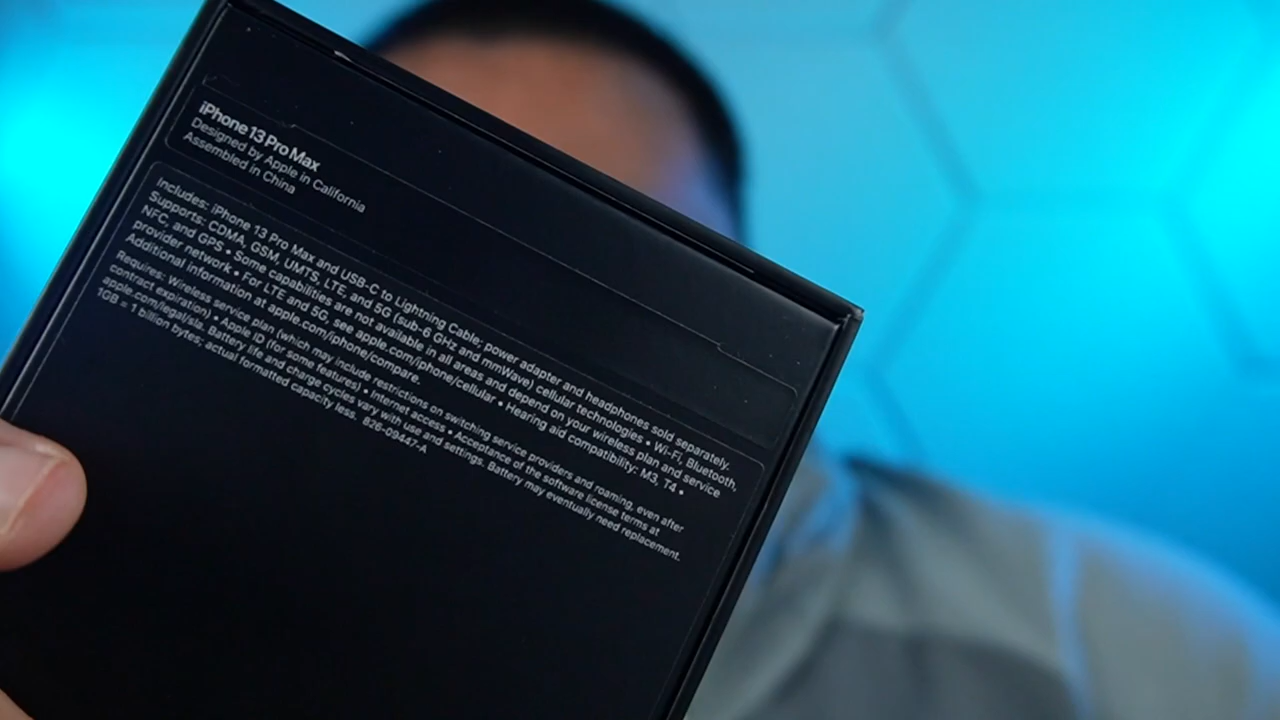 iPhone 13 Pro Max
Designed by Apple in California
Assembled in China
Includes: iPhone 13 Pro Max and USB-C to Lightning Cable; power adapter and headphones sold separately.
Supports: CDMA, GSM, UMTS, LTE, and 5G (sub-6 GHz and mmWave) cellular technologies • Wi-Fi, Bluetooth,
NFC, and GPS • Some capabilities are not available in all areas and depend on your wireless plan and service
provider network • For LTE and 5G, see apple.com/iphone/cellular • Hearing aid compatibility: M3, T4 •
Additional information at apple.com/iphone/compare.
Requires: Wireless service plan (which may include restrictions on switching service providers and roaming, even after
contract expiration) • Apple ID (for some features) • Internet access • Acceptance of the software license terms at
apple.com/legal/sla. Battery life and charge cycles vary with use and settings. Battery may eventually need replacement.
1GB = 1 billion bytes; actual formatted capacity less. 826-09447-A